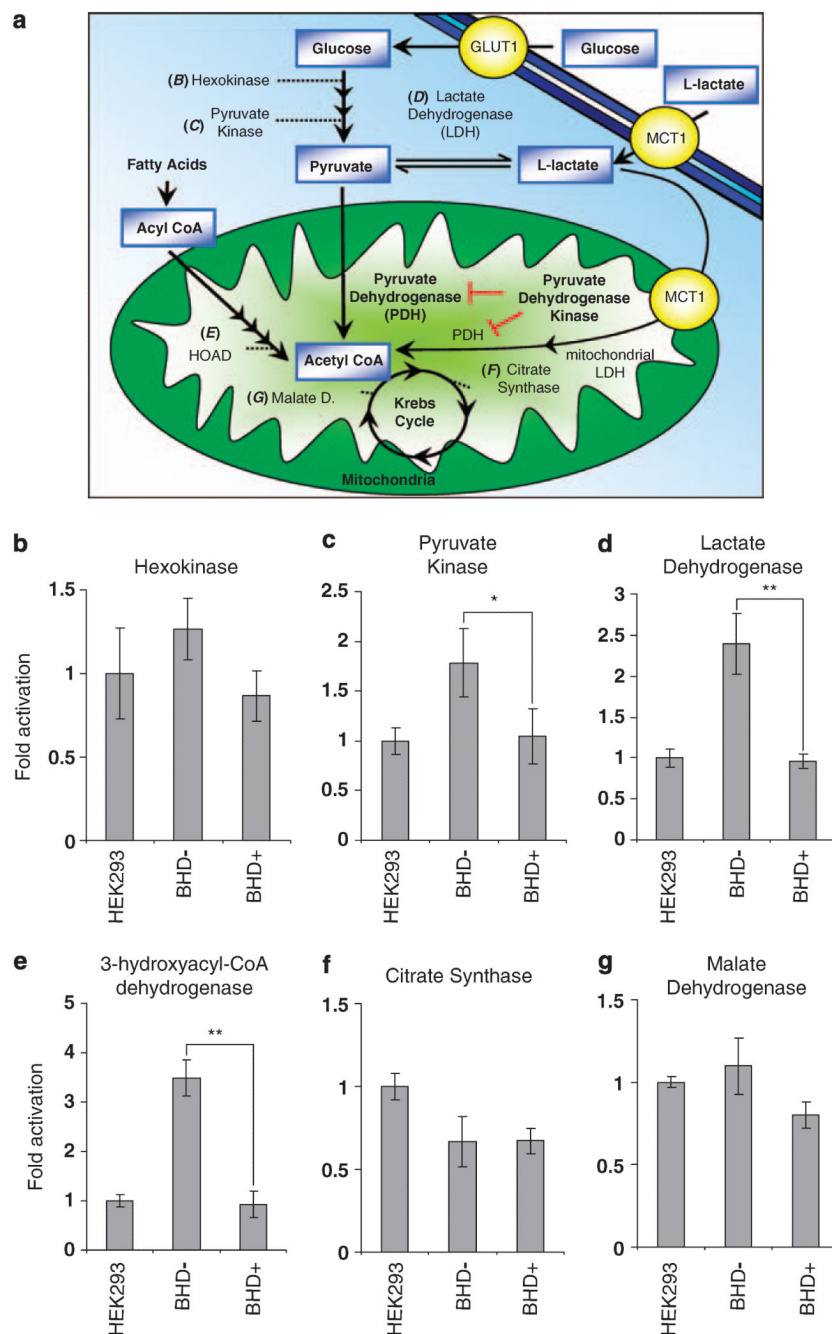 a
Glucose
GLUT1
Glucose
(B) Hexokinase
L-lactate
(D) Lactate
Dehydrogenase
(LDH)
(C) Pyruvate
Kinase
MCT1
Fatty Acids
Pyruvate
L-lactate
Acyl CoA
Pyruvate
Dehydrogenase
(PDH)
Pyruvate
Dehydrogenase
Kinase
MCT1
(E)
HOAD
PDH
Acetyl CoA
mitochondrial
LDH
(F) Citrate
Synthase
(G) Malate D.
Krebs
Cycle
Mitochondria
b
Hexokinase
Fold activation
1.5
1
0.5
0
HEK293
BHD-
BHD+
c
Pyruvate
Kinase
2.5
2
1.5
1
0.5
0
*
HEK293
BHD-
BHD+
d
Lactate
Dehydrogenase
3
2.5
2
1.5
1
0.5
0
**
HEK293
BHD-
BHD+
e
3-hydroxyacyl-CoA
dehydrogenase
Fold activation
5
4
3
2
1
0
**
HEK293
BHD-
BHD+
f
Citrate Synthase
1.5
1
0.5
0
HEK293
BHD-
BHD+
g
Malate
Dehydrogenase
1.5
1
0.5
0
HEK293
BHD-
BHD+